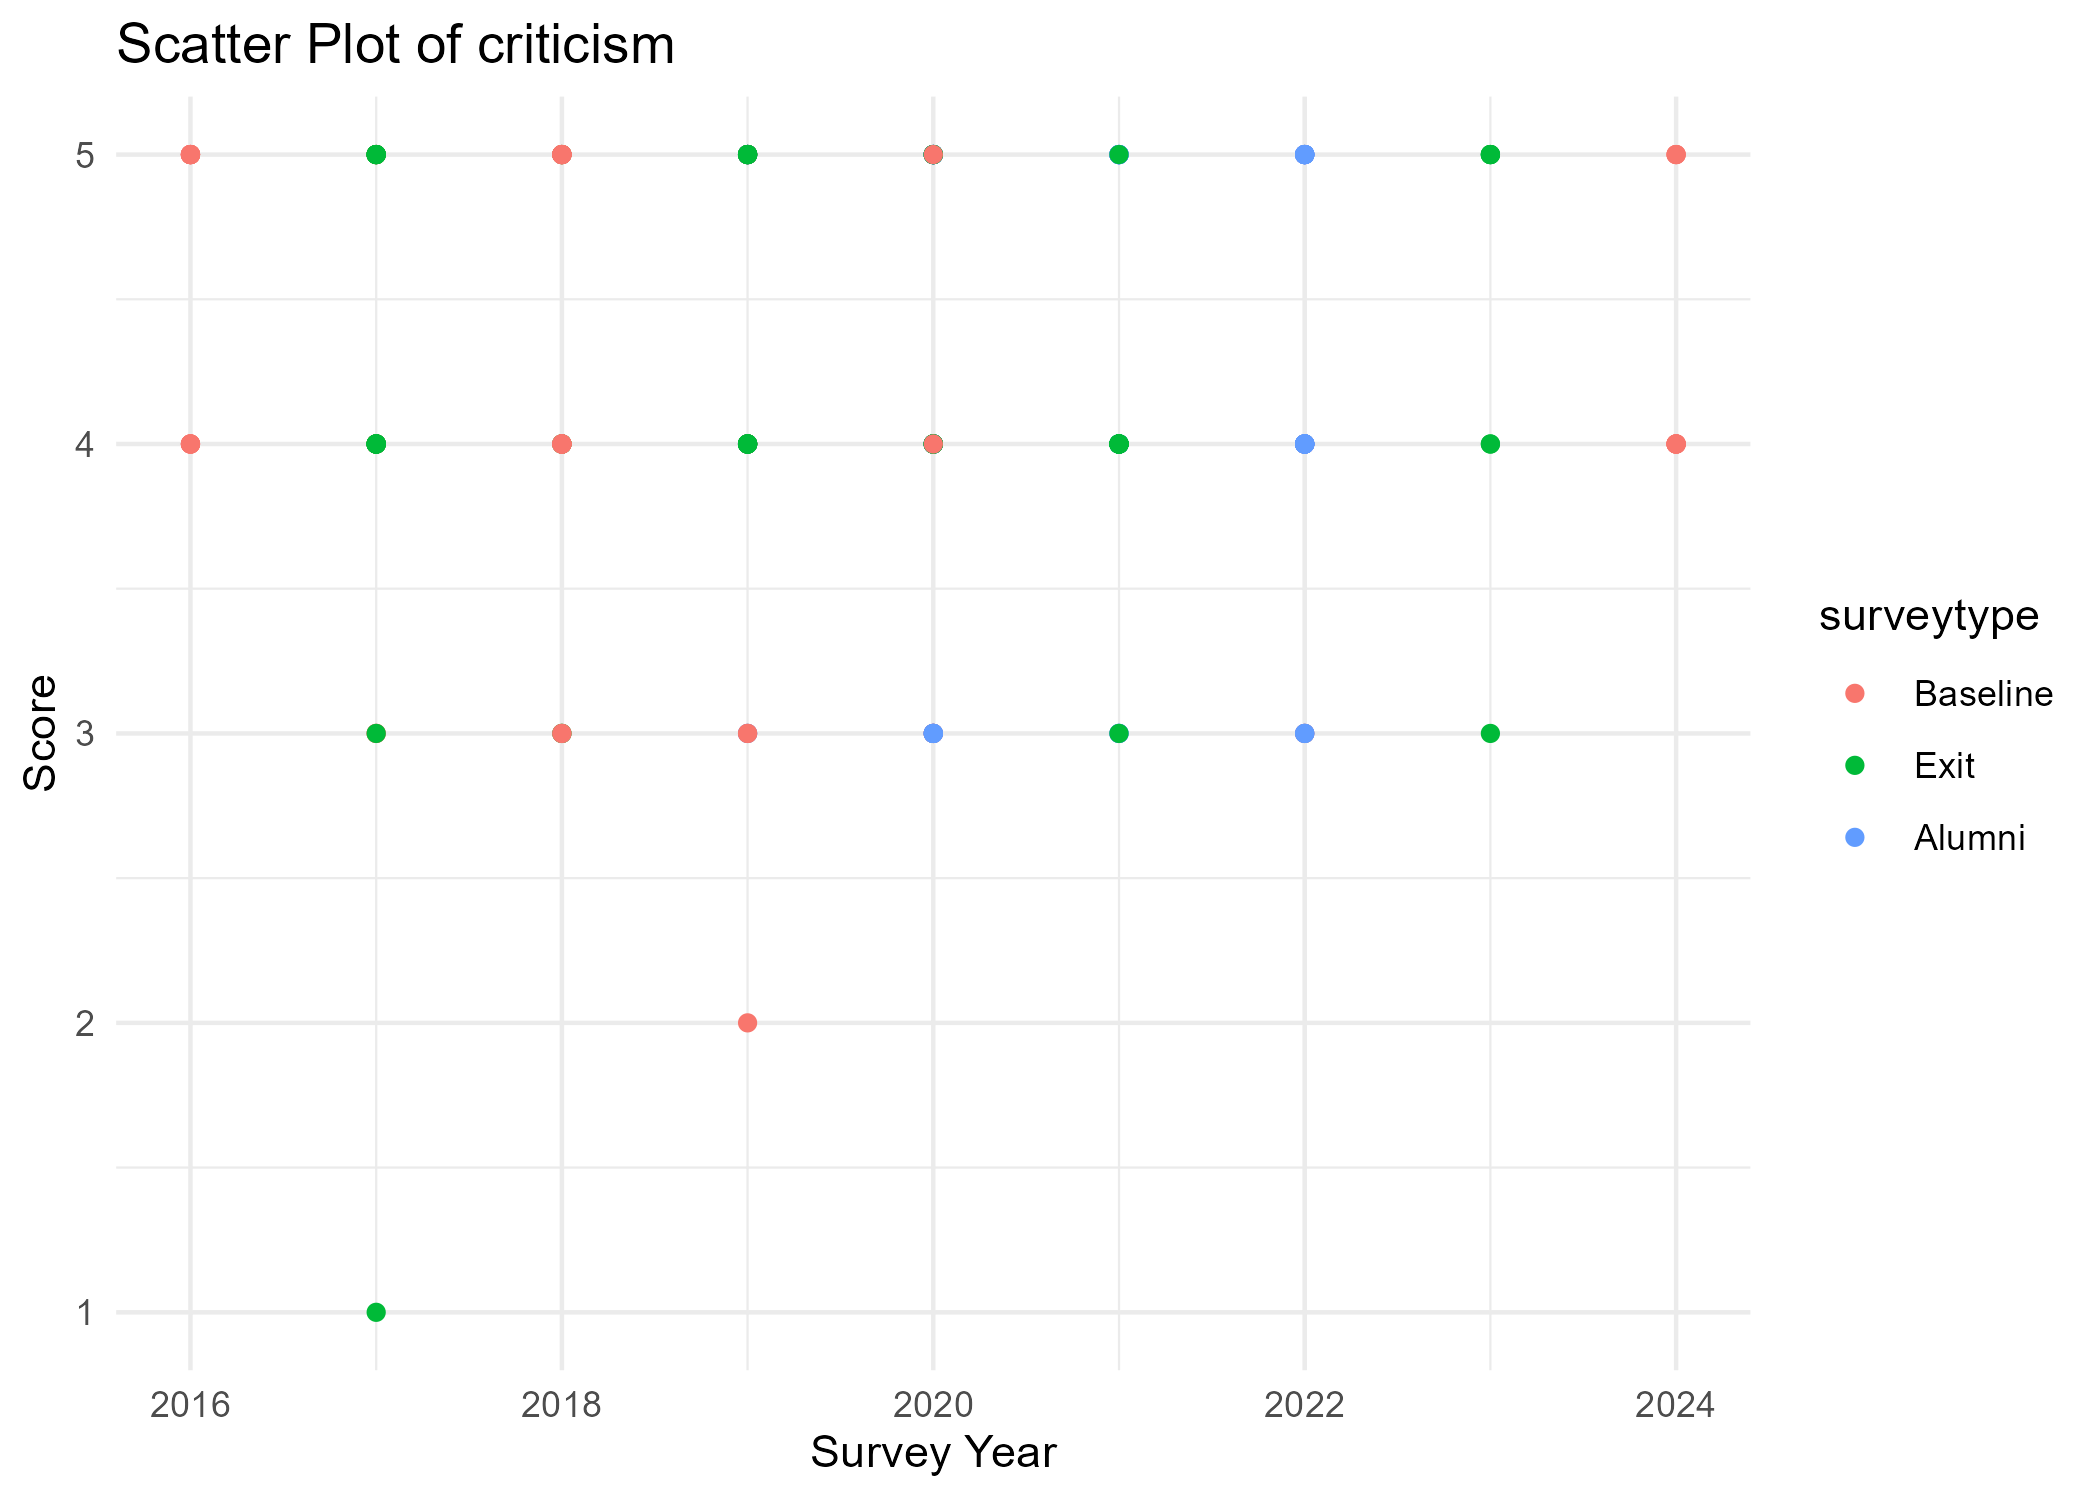 Scatter Plot of criticism
5
4
3
2
1
Score
2016 2018 2020 2022 2024
Survey Year
surveytype
Baseline
Exit
Alumni